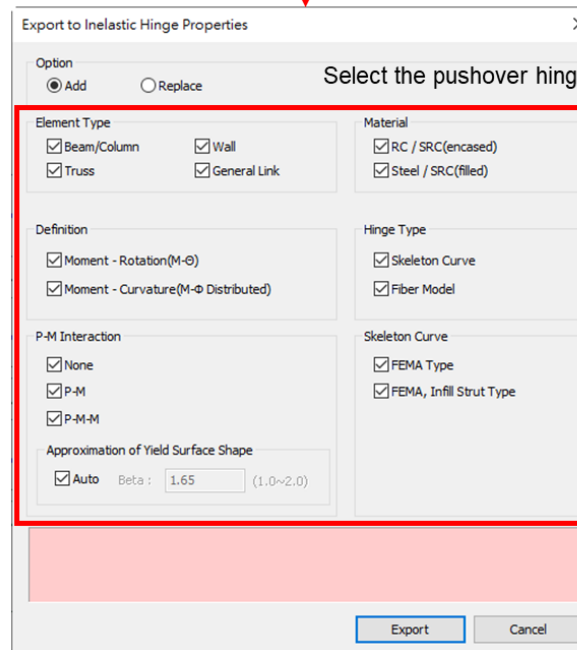 Export to Inelastic Hinge Properties
Option
Add Replace
Select the pushover hing
Element Type
Beam/Column Wall
Truss General Link
Material
RC / SRC(encased)
Steel / SRC(filled)
Definition
Moment - Rotation(M-Θ)
Moment - Curvature(M-Φ Distributed)
Hinge Type
Skeleton Curve
Fiber Model
P-M Interaction
None
P-M
P-M-M
Approximation of Yield Surface Shape
Auto Beta : 1.65 (1.0~2.0)
Skeleton Curve
FEMA Type
FEMA, Infill Strut Type
Export Cancel